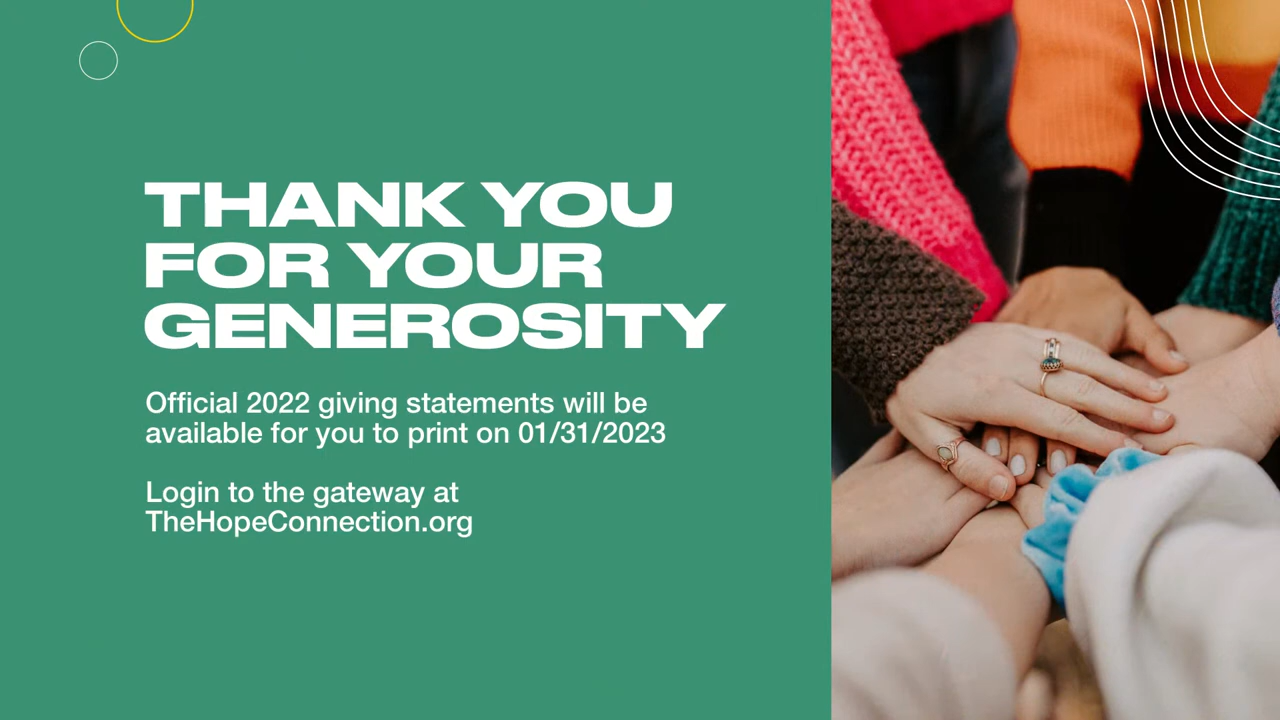 THANK YOU
FOR YOUR
GENEROSITY
Official 2022 giving statements will be
available for you to print on 01/31/2023
Login to the gateway at
TheHopeConnection.org